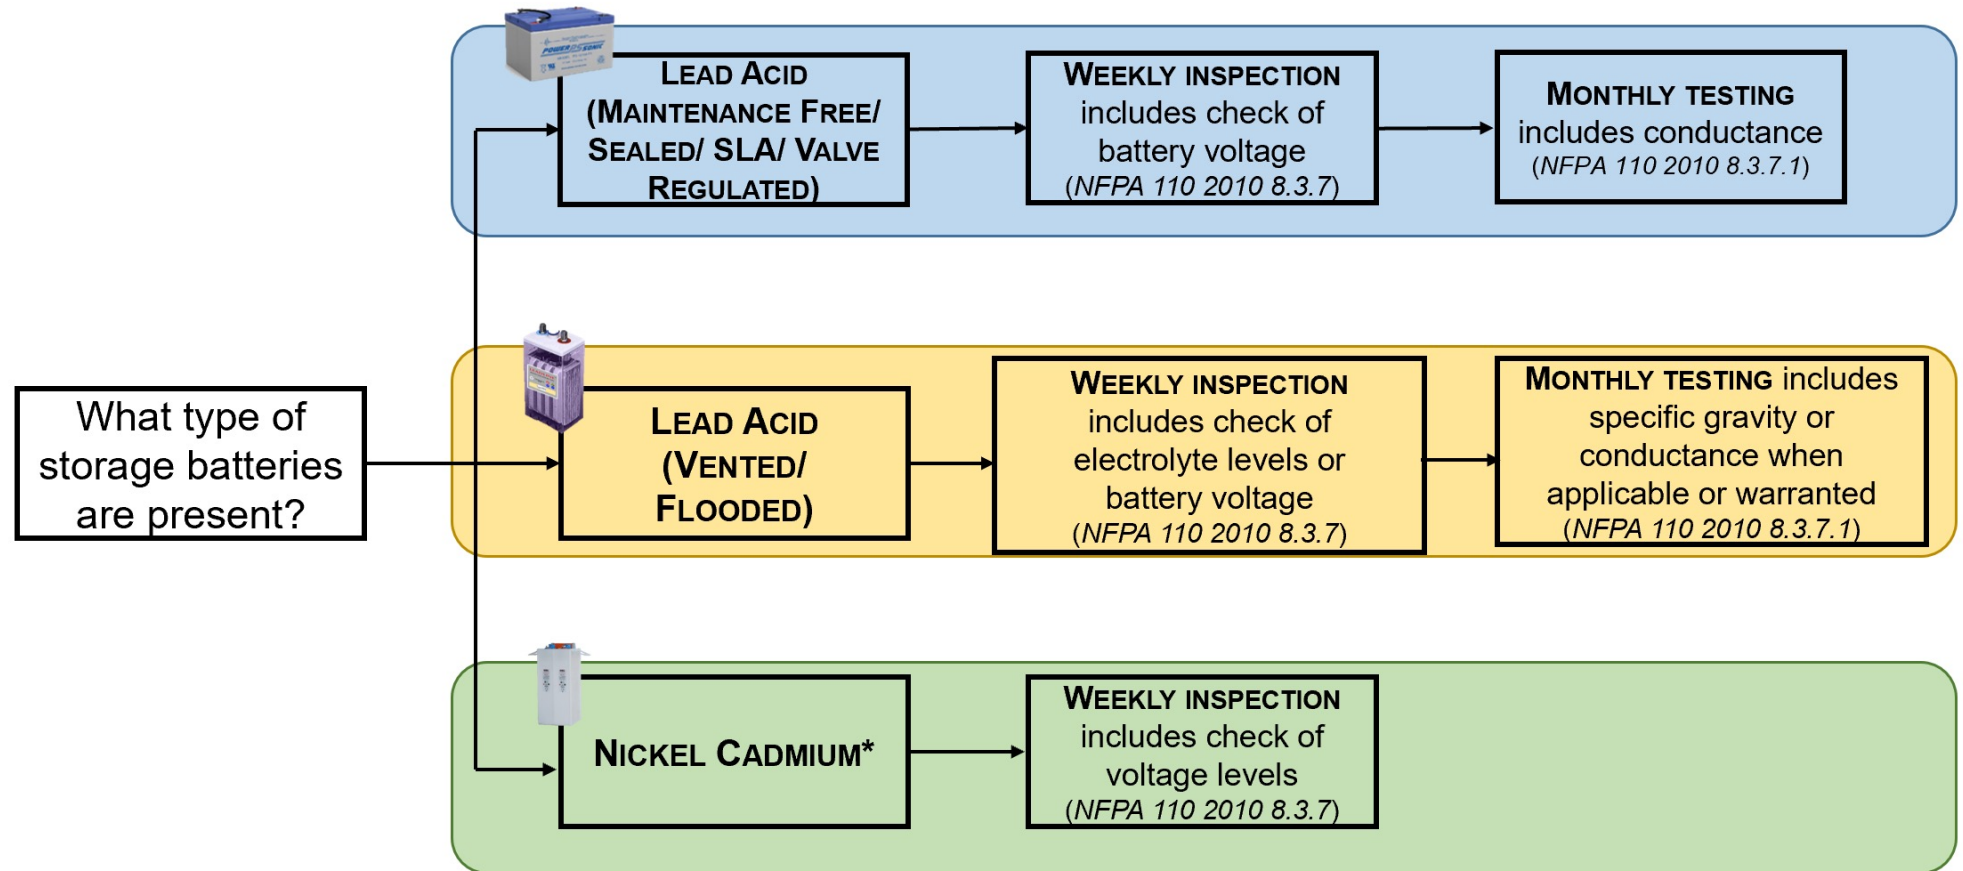 POWER SONIC
LEAD ACID
(MAINTENANCE FREE/
SEALED/ SLA/ VALVE
REGULATED)
WEEKLY INSPECTION
includes check of
battery voltage
(NFPA 110 2010 8.3.7)
MONTHLY TESTING
includes conductance
(NFPA 110 2010 8.3.7.1)
What type of
storage batteries
are present?
LEAD ACID
(VENTED/
FLOODED)
WEEKLY INSPECTION
includes check of
electrolyte levels or
battery voltage
(NFPA 110 2010 8.3.7)
MONTHLY TESTING includes
specific gravity or
conductance when
applicable or warranted
(NFPA 110 2010 8.3.7.1)
NICKEL CADMIUM*
WEEKLY INSPECTION
includes check of
voltage levels
(NFPA 110 2010 8.3.7)